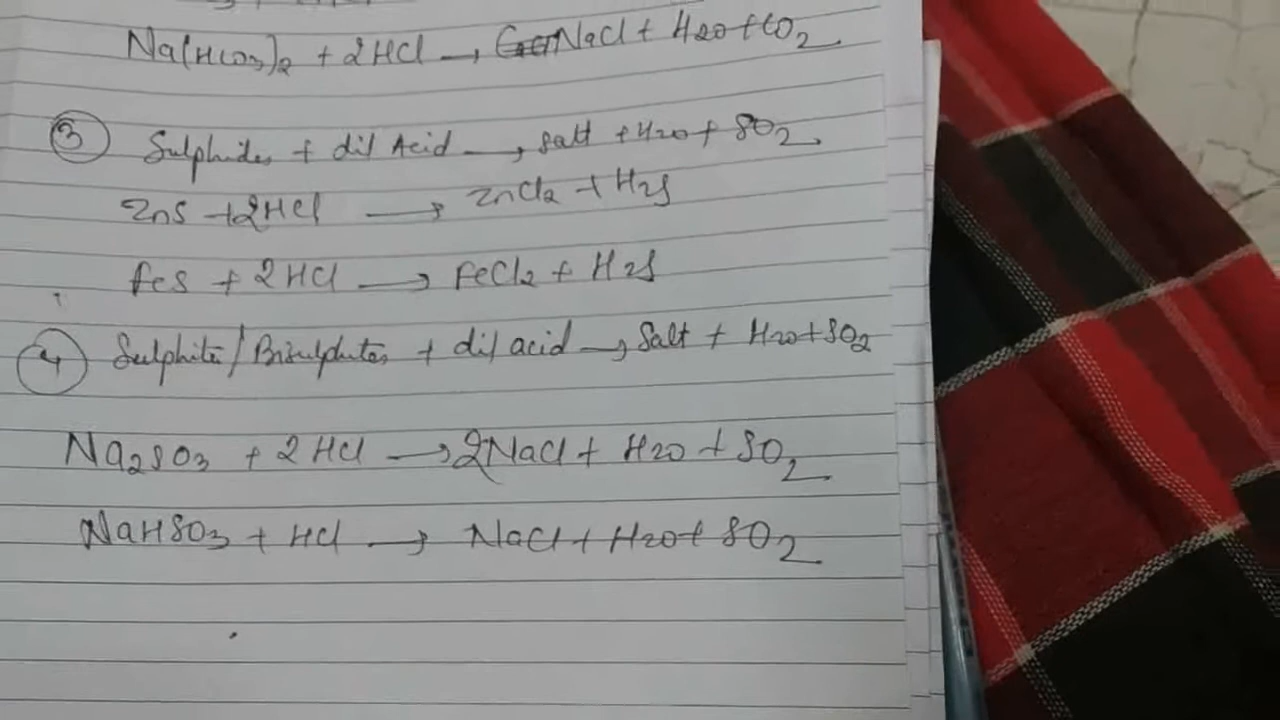 Na(HCO3)2 + 2HCl → NaCl + H2O + CO2
③ Sulphides + dil Acid → Salt + H2O + SO2.
ZnS + 2HCl → ZnCl2 + H2S
FeS + 2HCl → FeCl2 + H2S
④ Sulphite/Bisulphites + dil acid → Salt + H2O + SO2
Na2SO3 + 2HCl → 2NaCl + H2O + SO2
NaHSO3 + HCl → NaCl + H2O + SO2